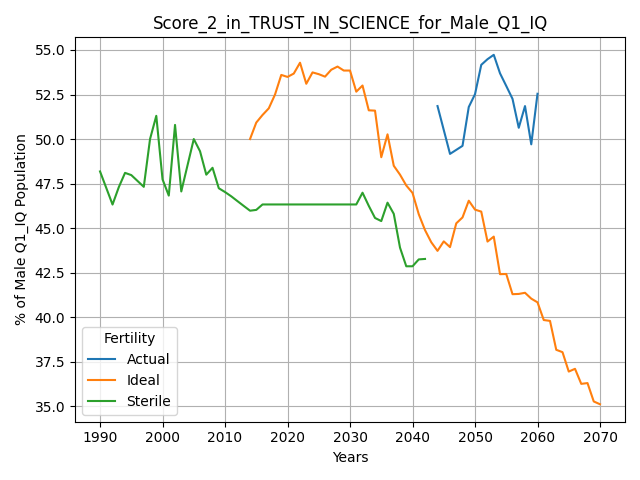 Score_2_in_TRUST_IN_SCIENCE_for_Male_Q1_IQ
% of Male Q1_IQ Population
55.0
52.5
50.0
47.5
45.0
42.5
40.0
37.5
35.0
Fertility
Actual
Ideal
Sterile
1990 2000 2010 2020 2030 2040 2050 2060 2070
Years